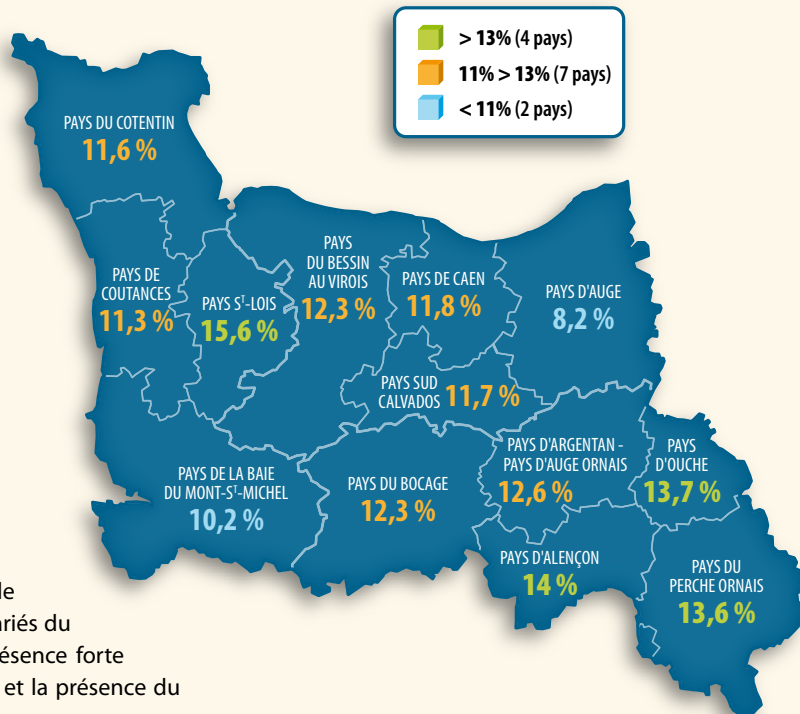 > 13% (4 pays)
11% > 13% (7 pays)
< 11% (2 pays)
PAYS DU COTENTIN
11,6 %
PAYS DE
COUTANCES
11,3 %
PAYS Sᵀ-LOIS
15,6 %
PAYS
DU BESSIN
AU VIROIS
12,3 %
PAYS DE CAEN
11,8 %
PAYS D'AUGE
8,2 %
PAYS SUD
CALVADOS
11,7 %
PAYS DE LA BAIE
DU MONT-Sᵀ-MICHEL
10,2 %
PAYS DU BOCAGE
12,3 %
PAYS D'ARGENTAN -
PAYS D'AUGE ORNAIS
12,6 %
PAYS
D'OUCHE
13,7 %
PAYS D'ALENÇON
14 %
PAYS DU
PERCHE ORNAIS
13,6 %
le
ariés du
ésence forte
et la présence du